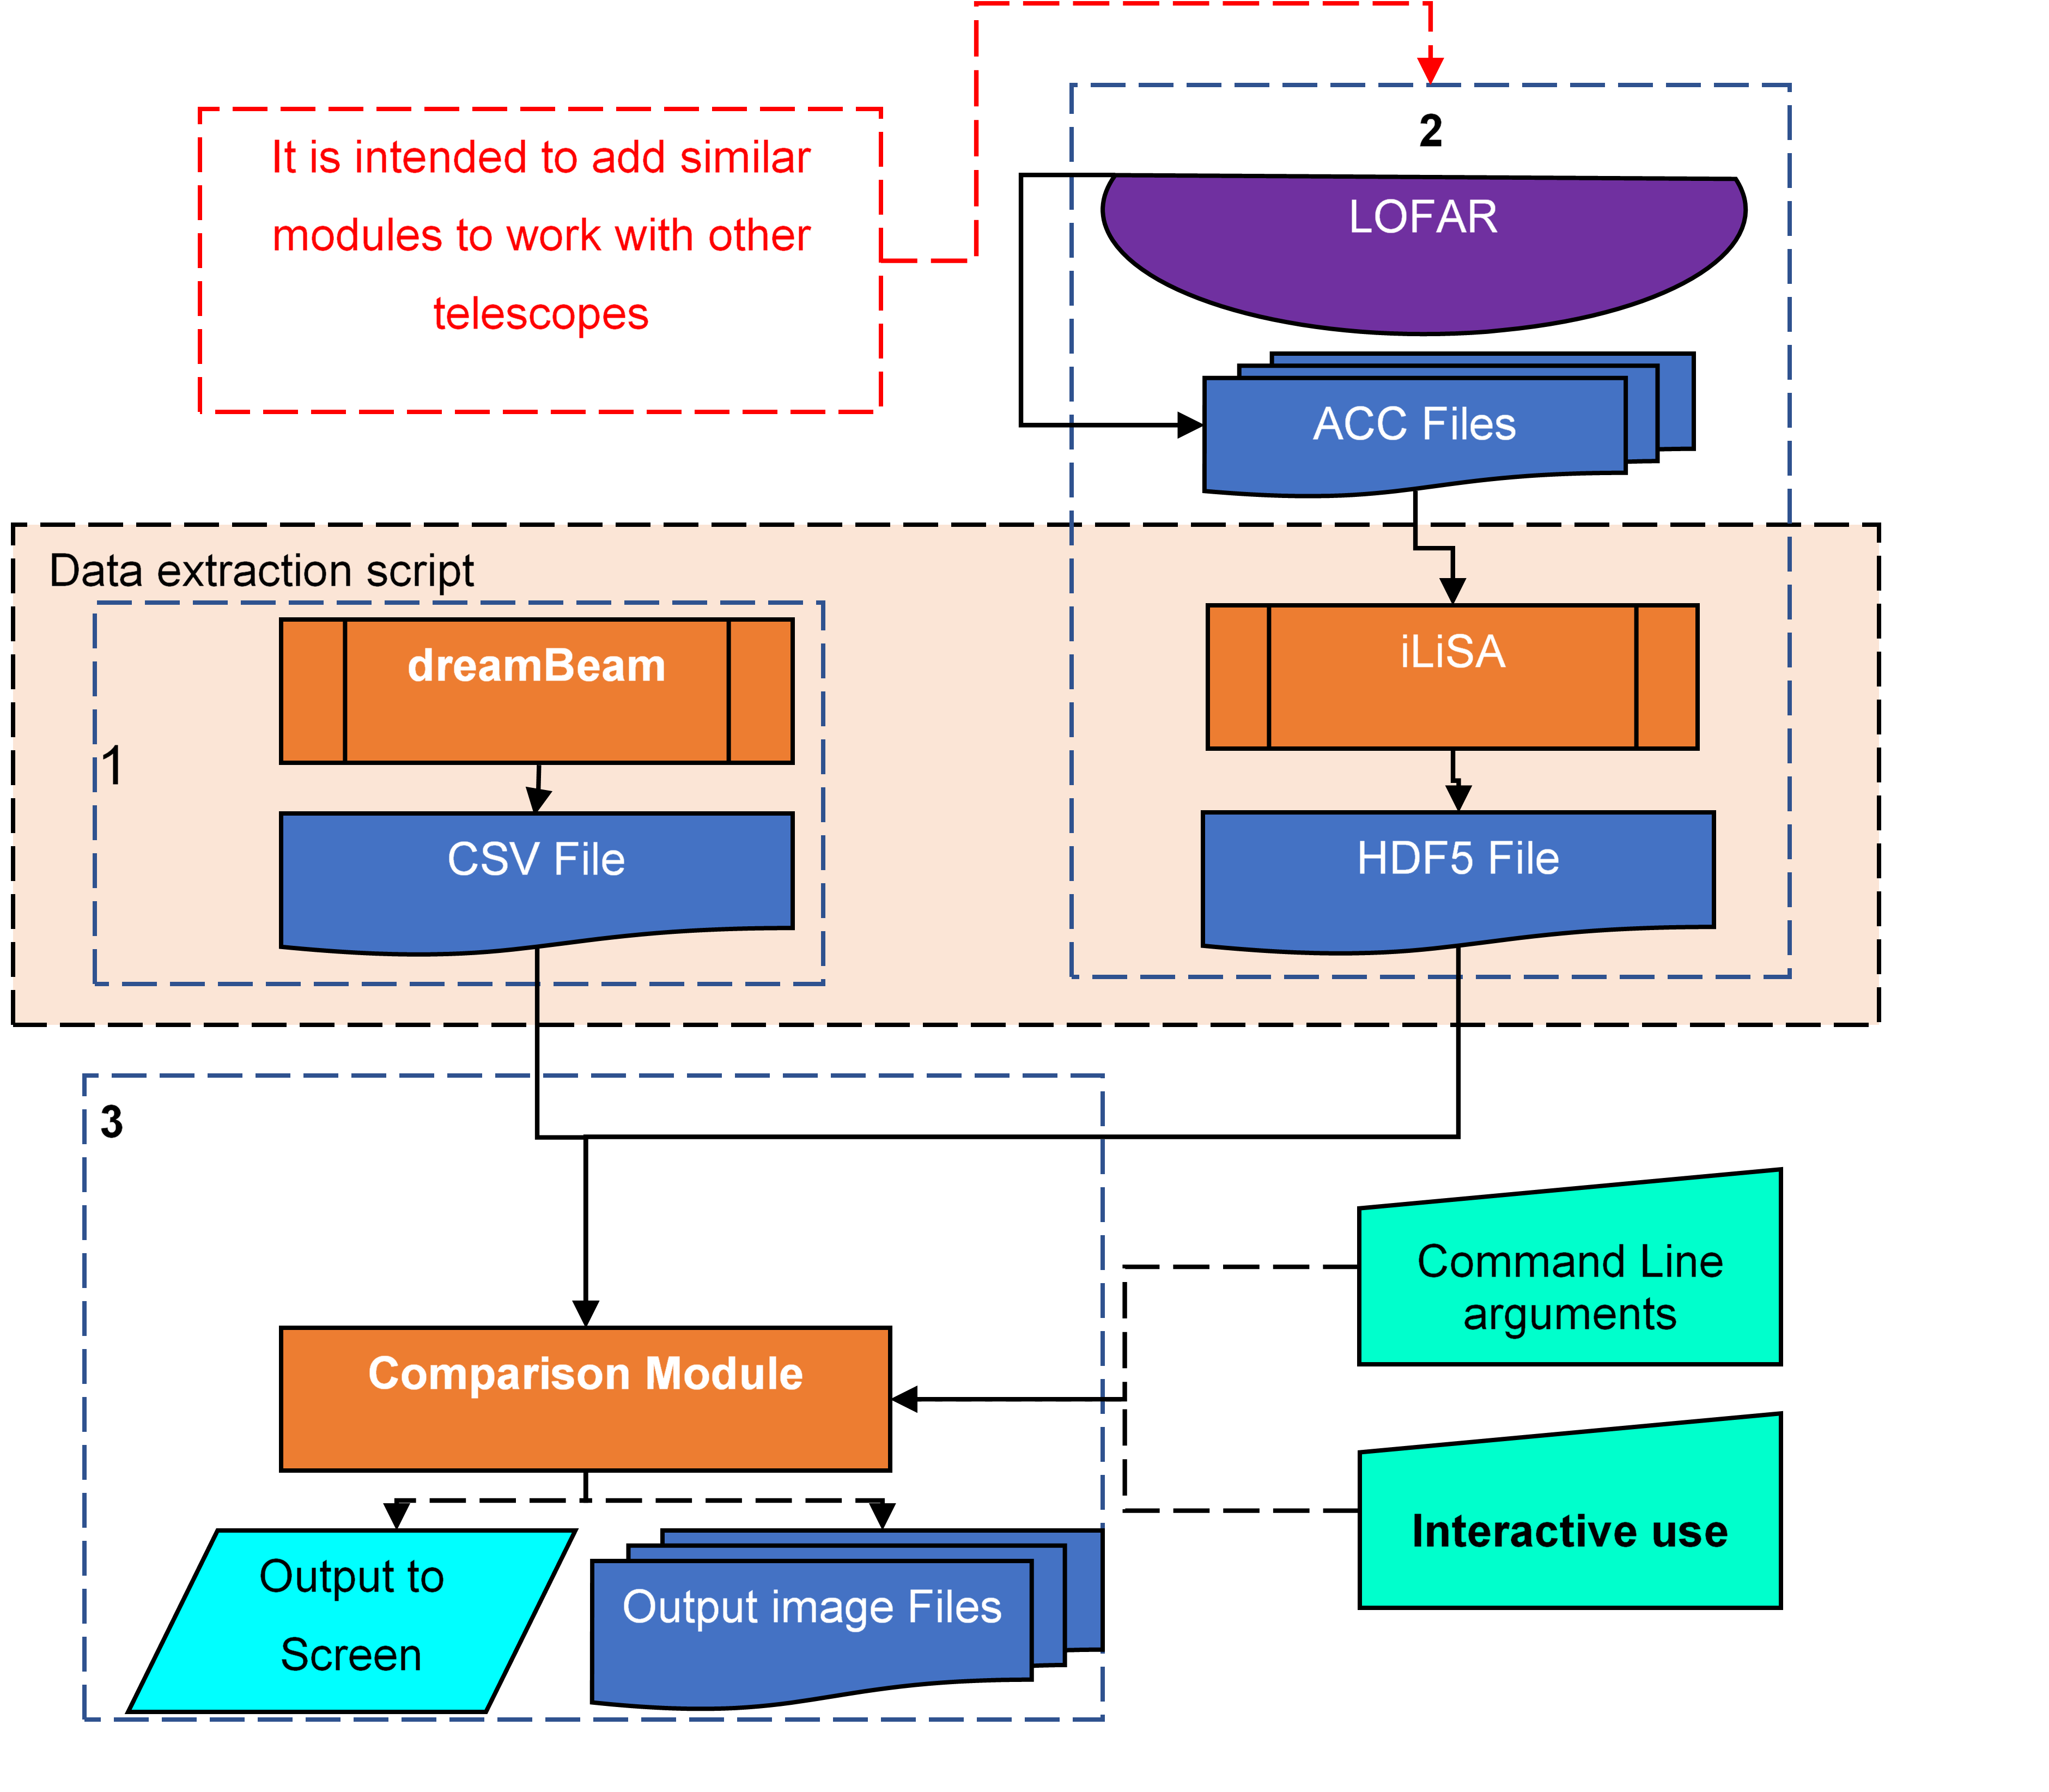 It is intended to add similar
modules to work with other
telescopes
2
LOFAR
ACC Files
Data extraction script
1
dreamBeam
CSV File
iLiSA
HDF5 File
3
Comparison Module
Command Line
arguments
Interactive use
Output to
Screen
Output image Files